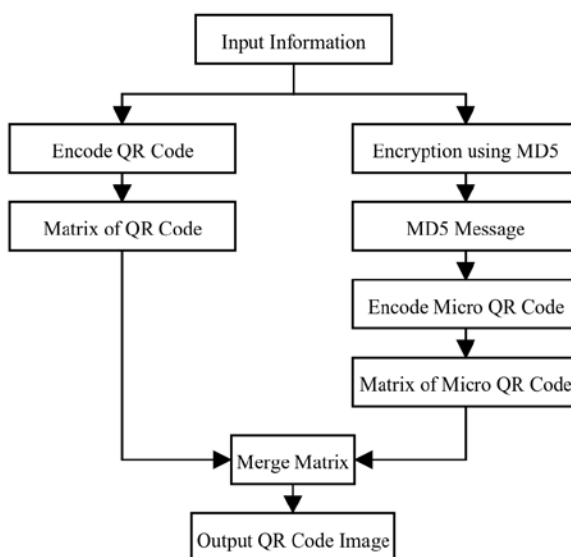 Input Information
Encode QR Code
Encryption using MD5
Matrix of QR Code
MD5 Message
Encode Micro QR Code
Matrix of Micro QR Code
Merge Matrix
Output QR Code Image